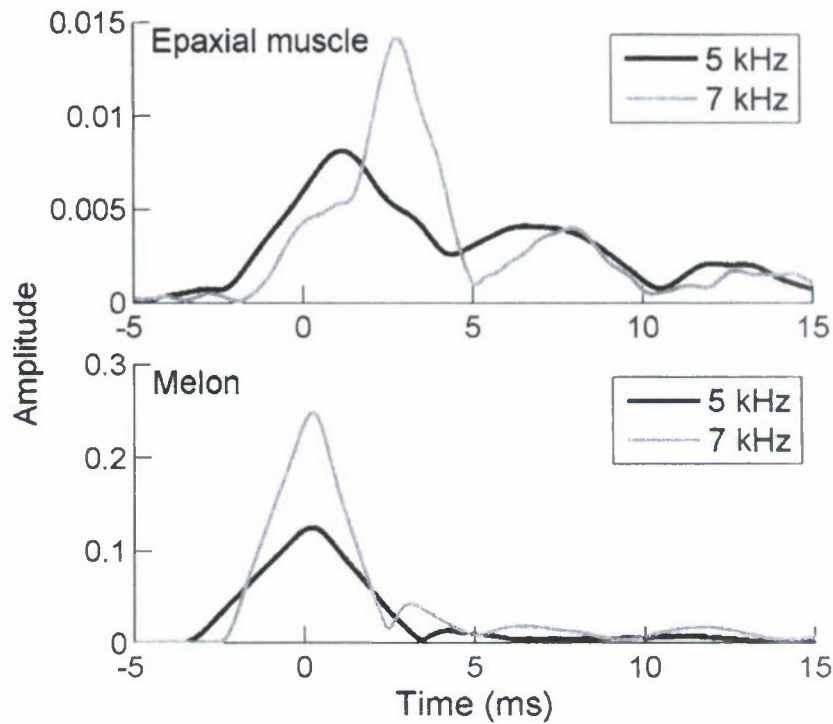 0.015
Epaxial muscle
5 kHz
7 kHz
0.01
0.005
0
-5 0 5 10 15
Amplitude
0.3
Melon
5 kHz
7 kHz
0.2
0.1
0
-5 0 5 10 15
Time (ms)